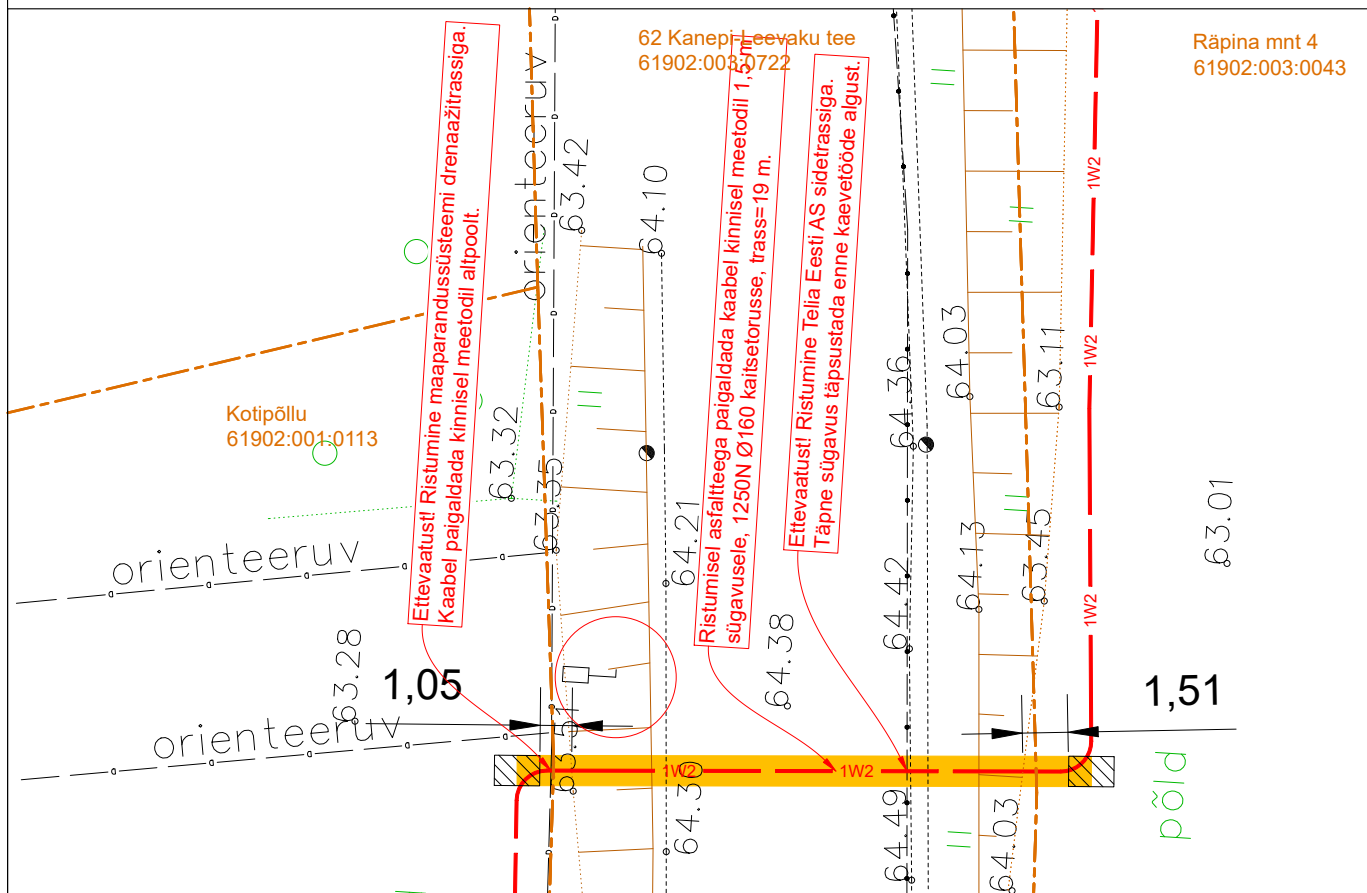 62 Kanepi-Leevaku tee
61902:003:0722
Räpina mnt 4
61902:003:0043
Kotipõllu
61902:001:0113
Ettevaatust! Ristumine maaparandussüsteemi drenaažitrassiga.
Kaabel paigaldada kinnisel meetodil altpoolt.
Ristumisel asfaltteega paigaldada kaabel kinnisel meetodil 1,5 m
sügavusele, 1250N Ø160 kaitsetorusse, trass=19 m.
Ettevaatust! Ristumine Telia Eesti AS sidetrassiga.
Täpne sügavus täpsustada enne kaevetööde algust.
orienteeruv
63.42
64.10
63.32
63.35
64.21
64.36
64.03
63.11
1W2
1W2
1W2
63.01
64.13
63.45
64.42
64.38
orienteeruv
63.28
1,05
1,51
orienteeruv
63.51
1W2
1W2
64.30
64.49
64.03
põld